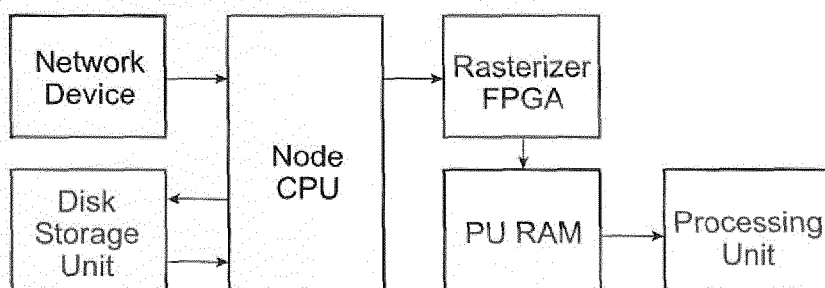 Network
Device
Node
CPU
Rasterizer
FPGA
Disk
Storage
Unit
PU RAM
Processing
Unit